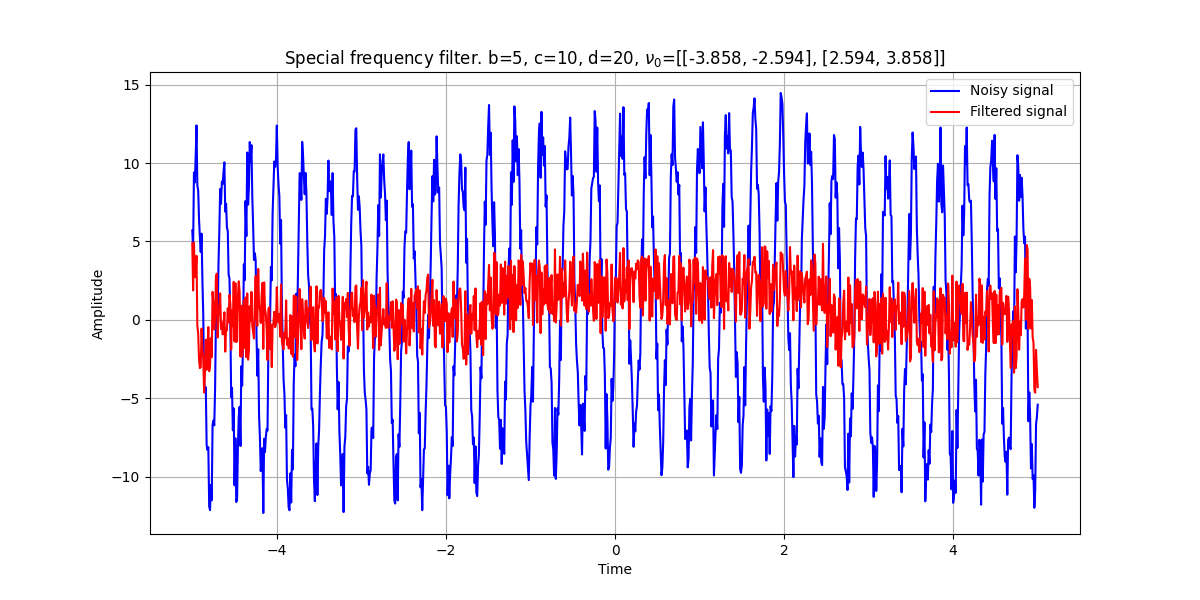 Special frequency filter. b=5, c=10, d=20, ν₀=[[-3.858, -2.594], [2.594, 3.858]]
Noisy signal
Filtered signal
15
10
5
0
−5
−10
Amplitude
−4
−2
0
2
4
Time